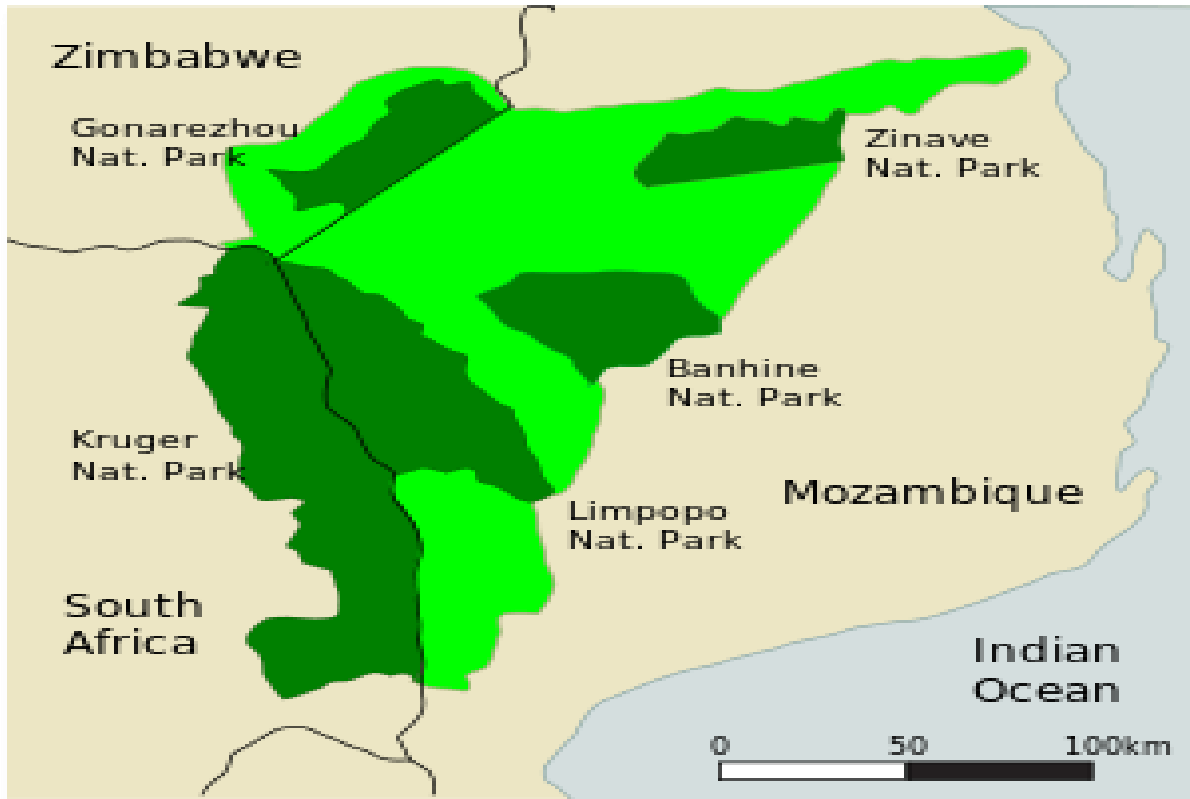 Zimbabwe
Gonarezhou
Nat. Park
Zinave
Nat. Park
Banhine
Nat. Park
Kruger
Nat. Park
Mozambique
Limpopo
Nat. Park
South
Africa
Indian
Ocean
0 50 100km